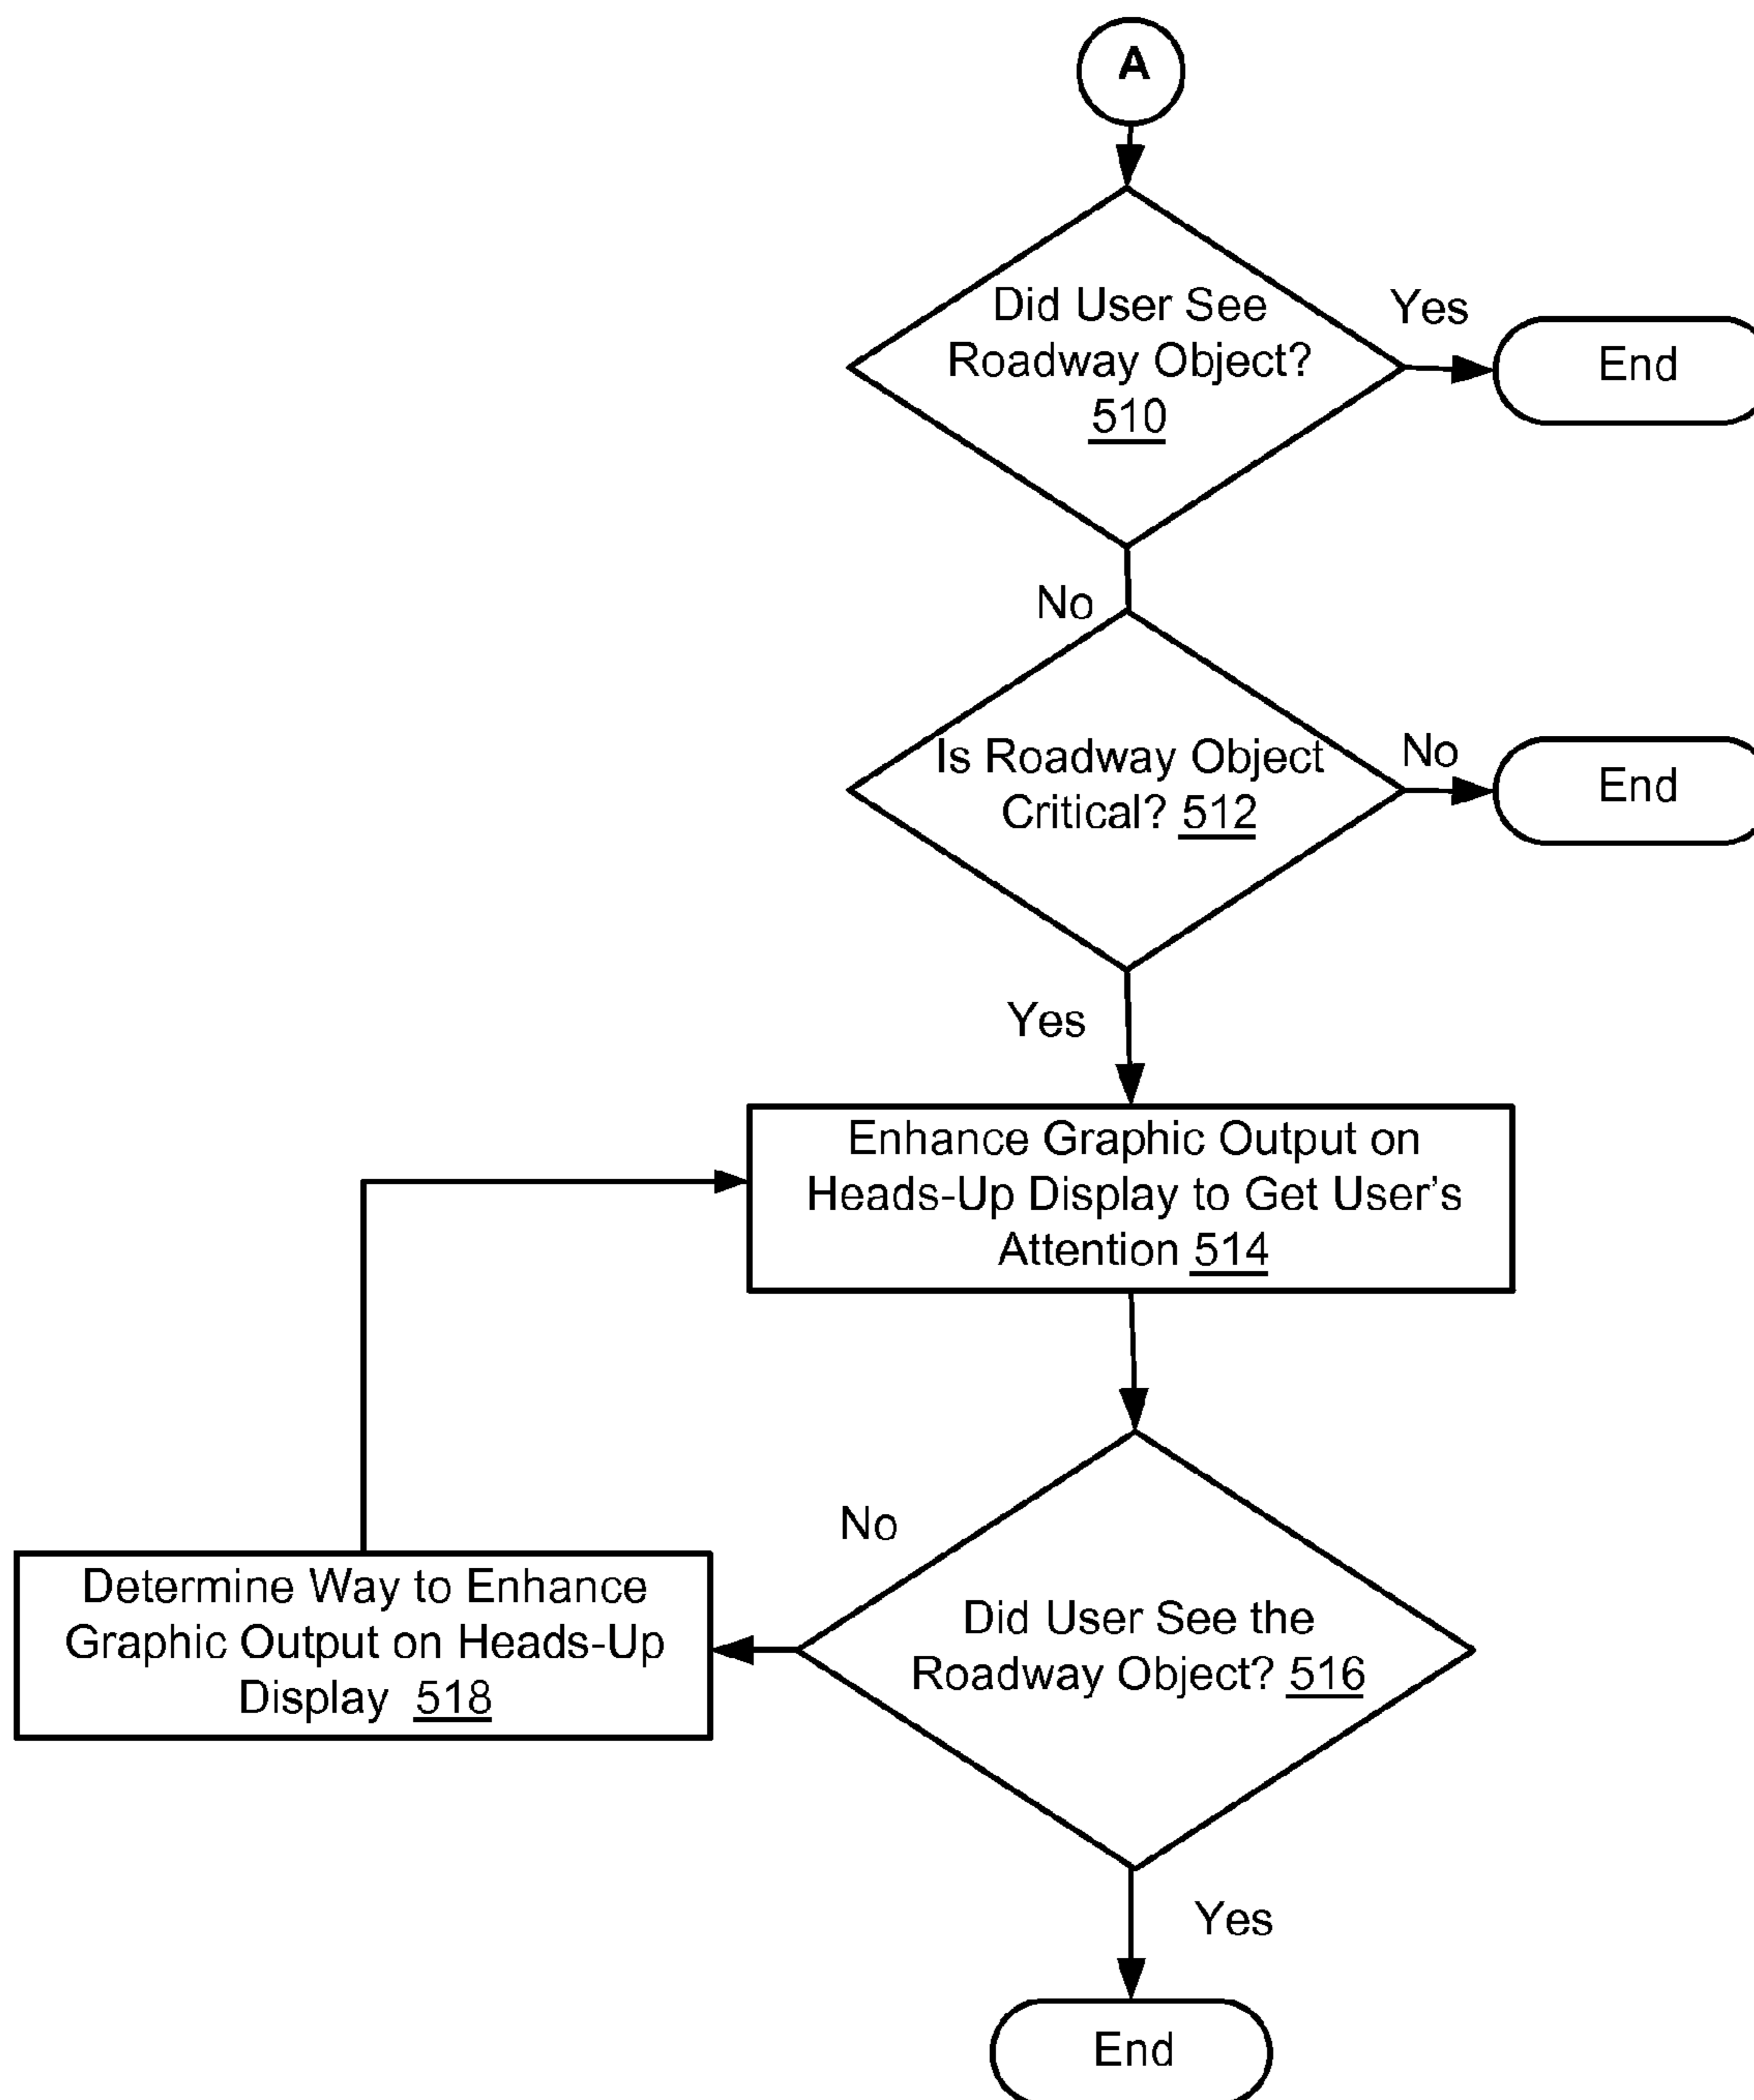 A
Did User See
Roadway Object?
510
Yes
End
No
Is Roadway Object
Critical? 512
No
End
Yes
Enhance Graphic Output on
Heads-Up Display to Get User's
Attention 514
No
Determine Way to Enhance
Graphic Output on Heads-Up
Display 518
Did User See the
Roadway Object? 516
Yes
End